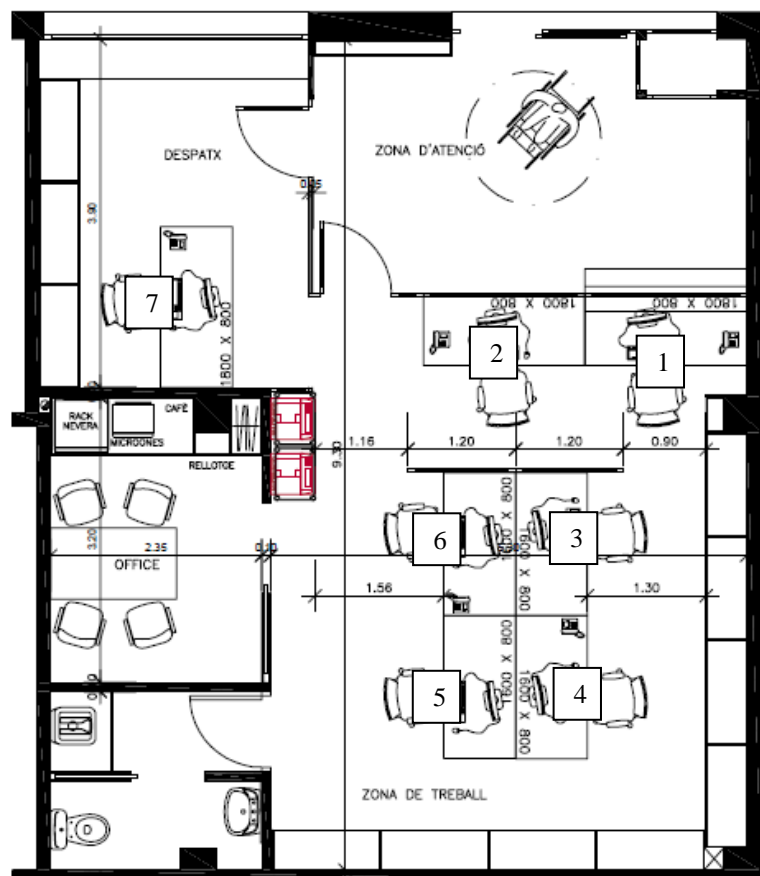 DESPATX
ZONA D'ATENCIÓ
3.90
7
1800 X 800
1800 X 800
1800 X 800
2
1
RACK
NEVERA
CAFÈ
MICROONES
RELLOTGE
1.16
1.20
1.20
0.90
9.30
6
3
1600 X 800
1600 X 800
3.20
2.35
0.10
OFFICE
1.56
1.30
5
4
1600 X 800
1600 X 800
ZONA DE TREBALL